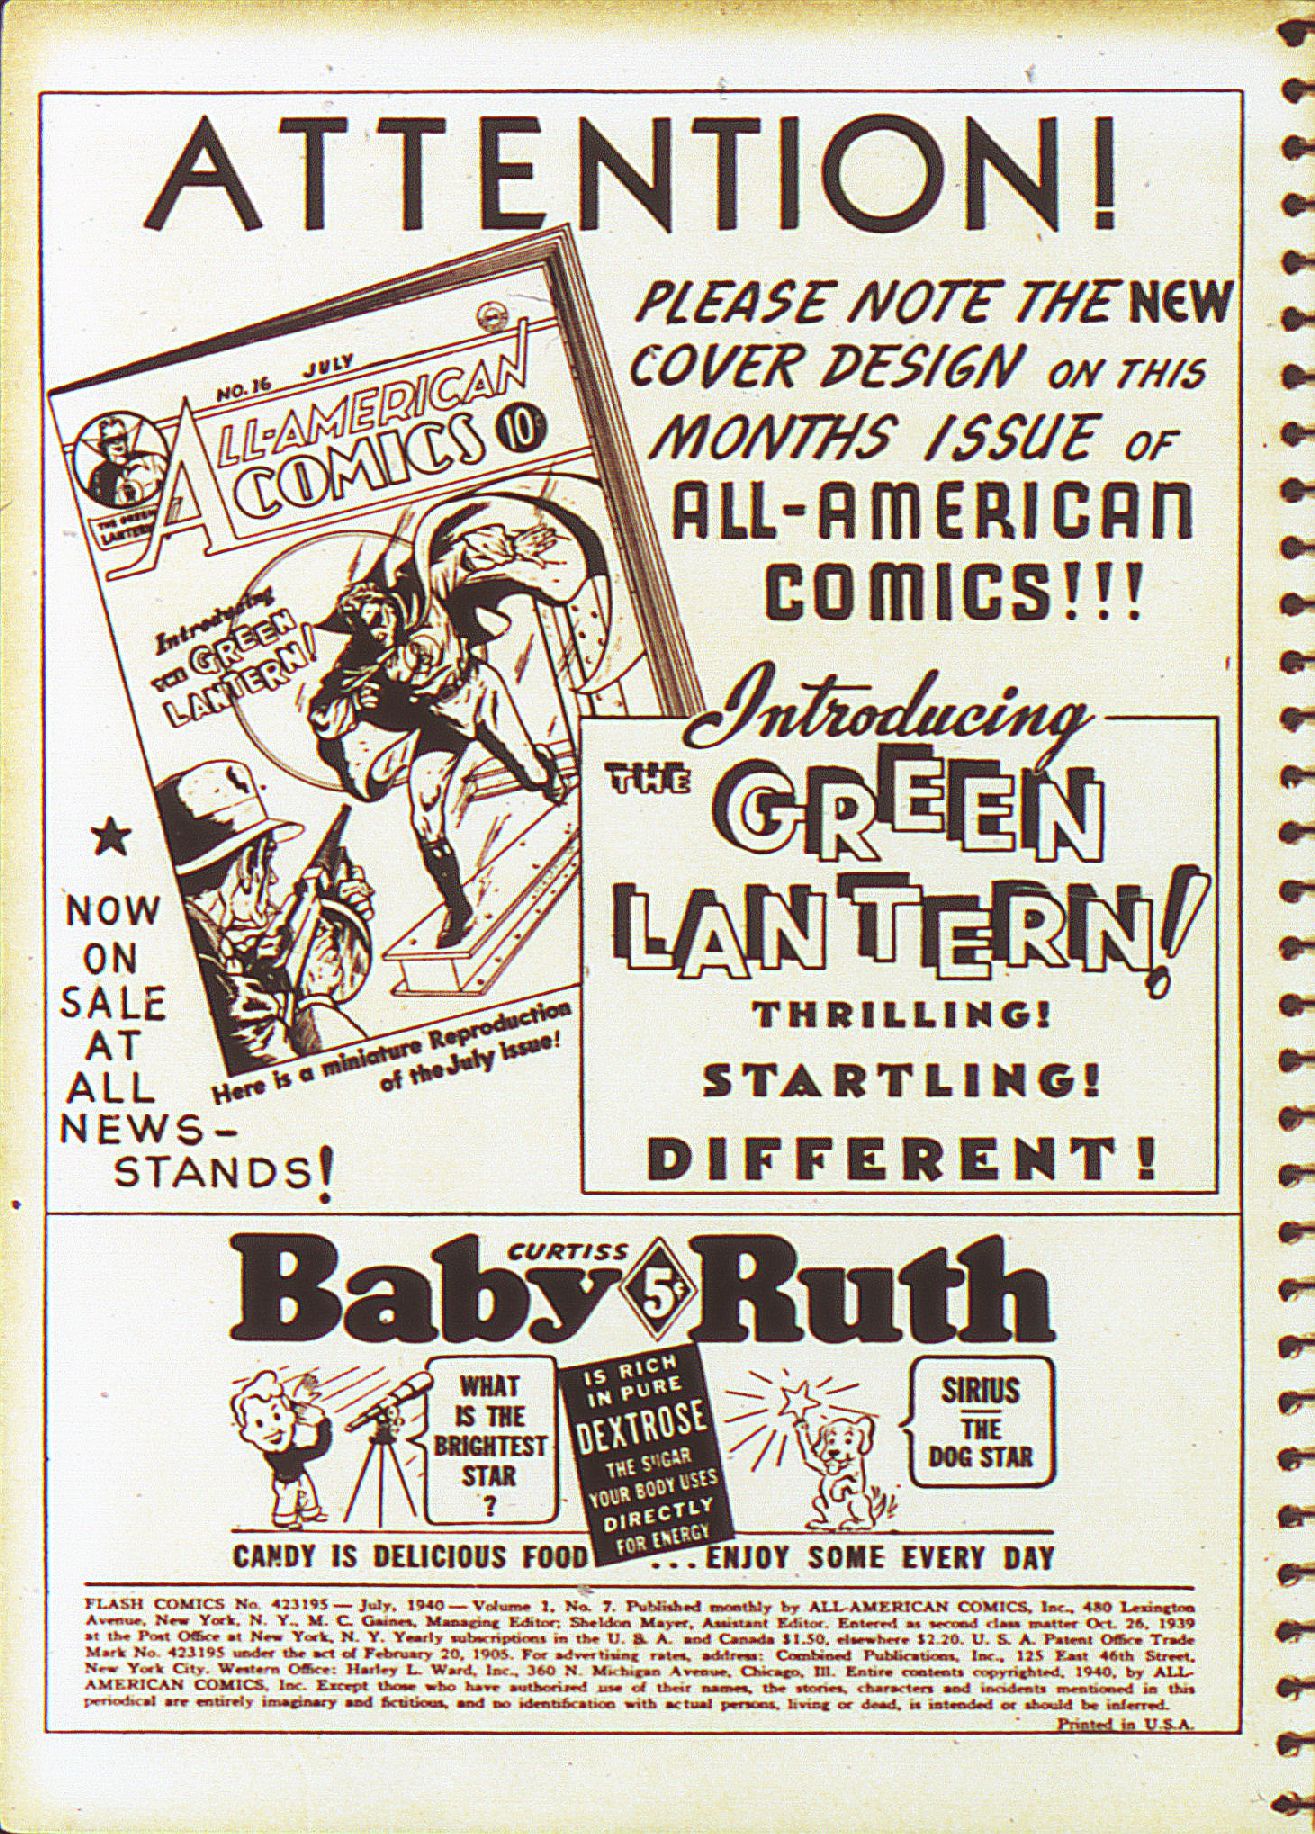 ATTENTION!
PLEASE NOTE THE NEW
COVER DESIGN ON THIS
MONTHS ISSUE OF
ALL-AMERICAN
COMICS!!!
NO. 16 JULY
ALL-AMERICAN
COMICS 10¢
THE GREEN
LANTERN
Introducing
THE GREEN
LANTERN!
Here is a miniature Reproduction
of the July issue!
NOW
ON
SALE
AT
ALL
NEWS-
STANDS!
Introducing
THE GREEN
LANTERN!
THRILLING!
STARTLING!
DIFFERENT!
CURTISS
Baby 5¢ Ruth
WHAT
IS THE
BRIGHTEST
STAR
?
IS RICH
IN PURE
DEXTROSE
THE SUGAR
YOUR BODY USES
DIRECTLY
FOR ENERGY
SIRIUS
THE
DOG STAR
CANDY IS DELICIOUS FOOD ... ENJOY SOME EVERY DAY
FLASH COMICS No. 423195 — July, 1940 — Volume 1, No. 7. Published monthly by ALL-AMERICAN COMICS, Inc., 480 Lexington
Avenue, New York, N. Y., M. C. Gaines, Managing Editor; Sheldon Mayer, Assistant Editor. Entered as second class matter Oct. 26, 1939
at the Post Office at New York, N. Y. Yearly subscriptions in the U. S. A. and Canada $1.50, elsewhere $2.20. U. S. A. Patent Office Trade
Mark No. 423195 under the act of February 20, 1905. For advertising rates, address: Combined Publications, Inc., 125 East 46th Street,
New York City. Western Office: Harley L. Ward, Inc., 360 N. Michigan Avenue, Chicago, Ill. Entire contents copyrighted, 1940, by ALL-
AMERICAN COMICS, Inc. Except those who have authorized use of their names, the stories, characters and incidents mentioned in this
periodical are entirely imaginary and fictitious, and no identification with actual persons, living or dead, is intended or should be inferred.
Printed in U.S.A.